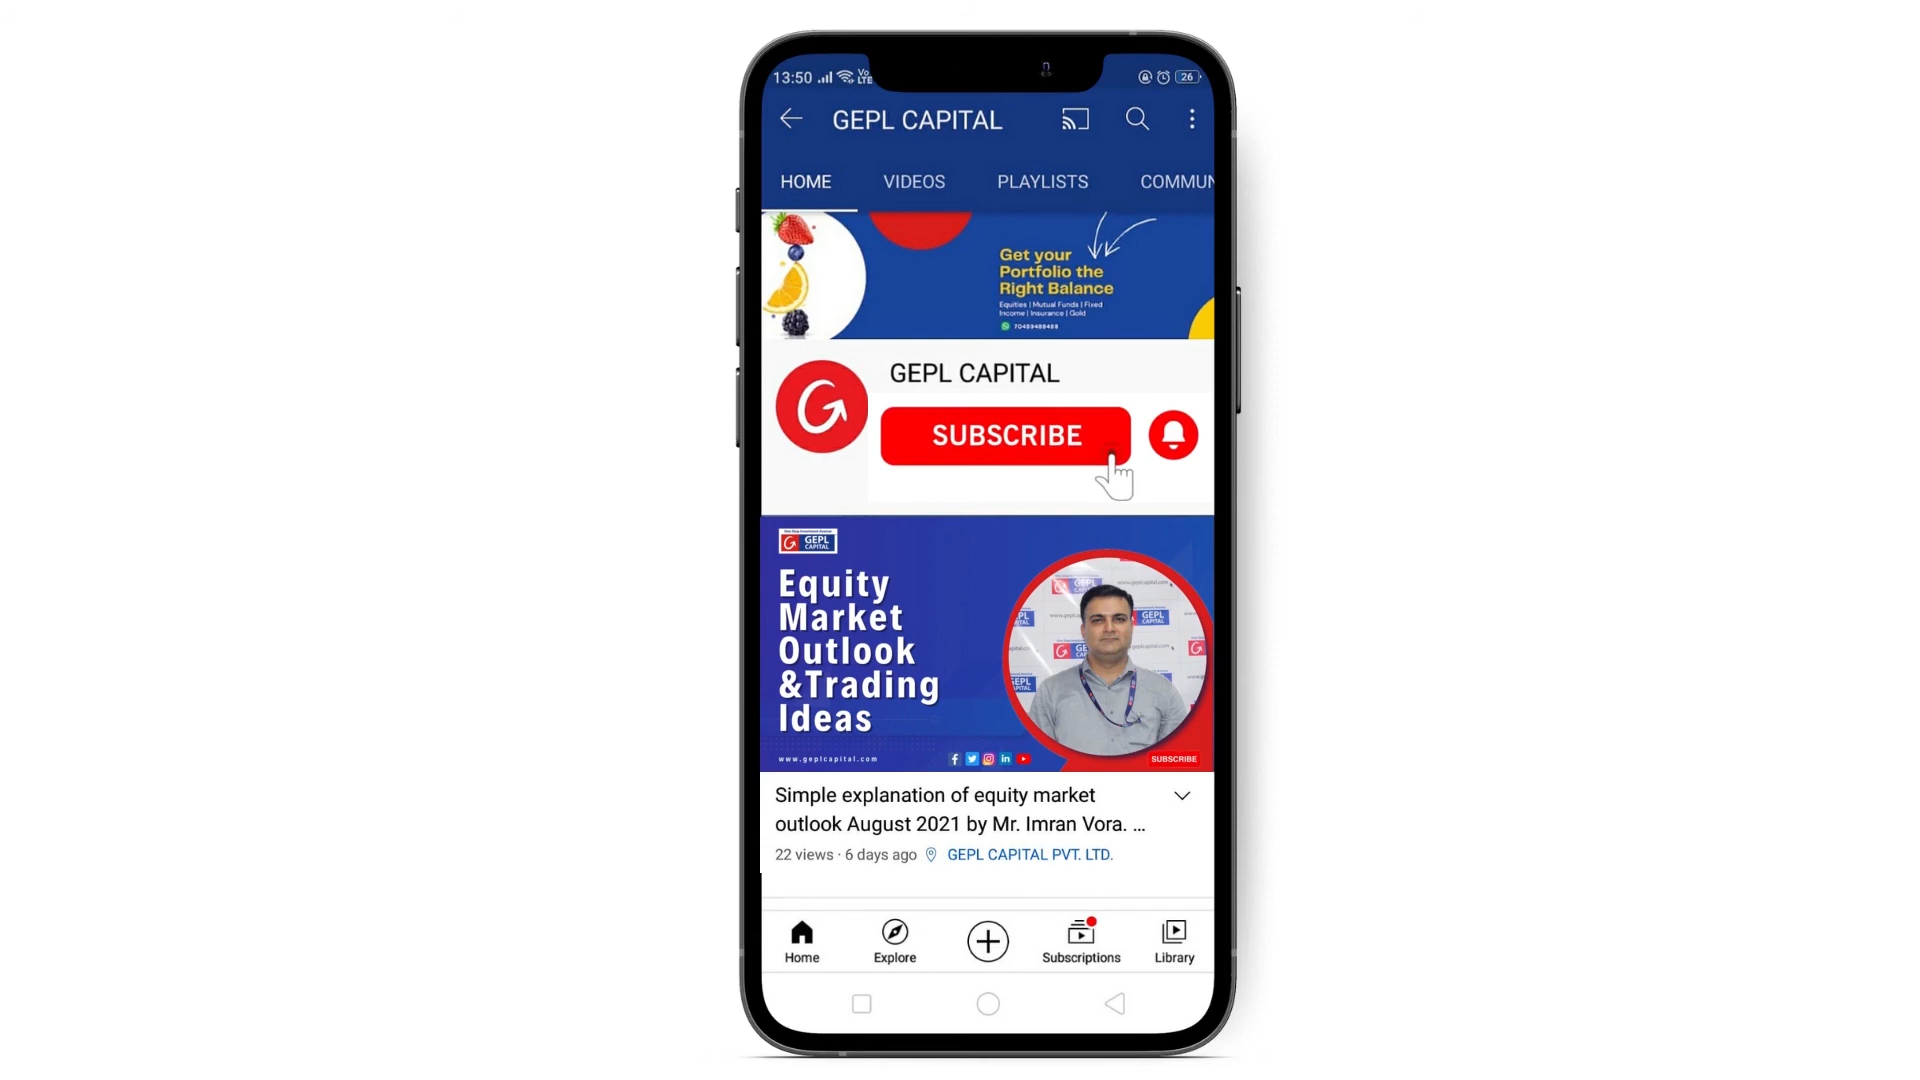 13:50 Vo LTE 26
GEPL CAPITAL
HOME VIDEOS PLAYLISTS COMMUN
Get your
Portfolio the
Right Balance
Equities | Mutual Funds | Fixed
Income | Insurance | Gold
GEPL CAPITAL
SUBSCRIBE
GEPL
CAPITAL
Equity
Market
Outlook
&Trading
Ideas
www.geplcapital.com
SUBSCRIBE
Simple explanation of equity market
outlook August 2021 by Mr. Imran Vora. ...
22 views · 6 days ago GEPL CAPITAL PVT. LTD.
Home Explore Subscriptions Library